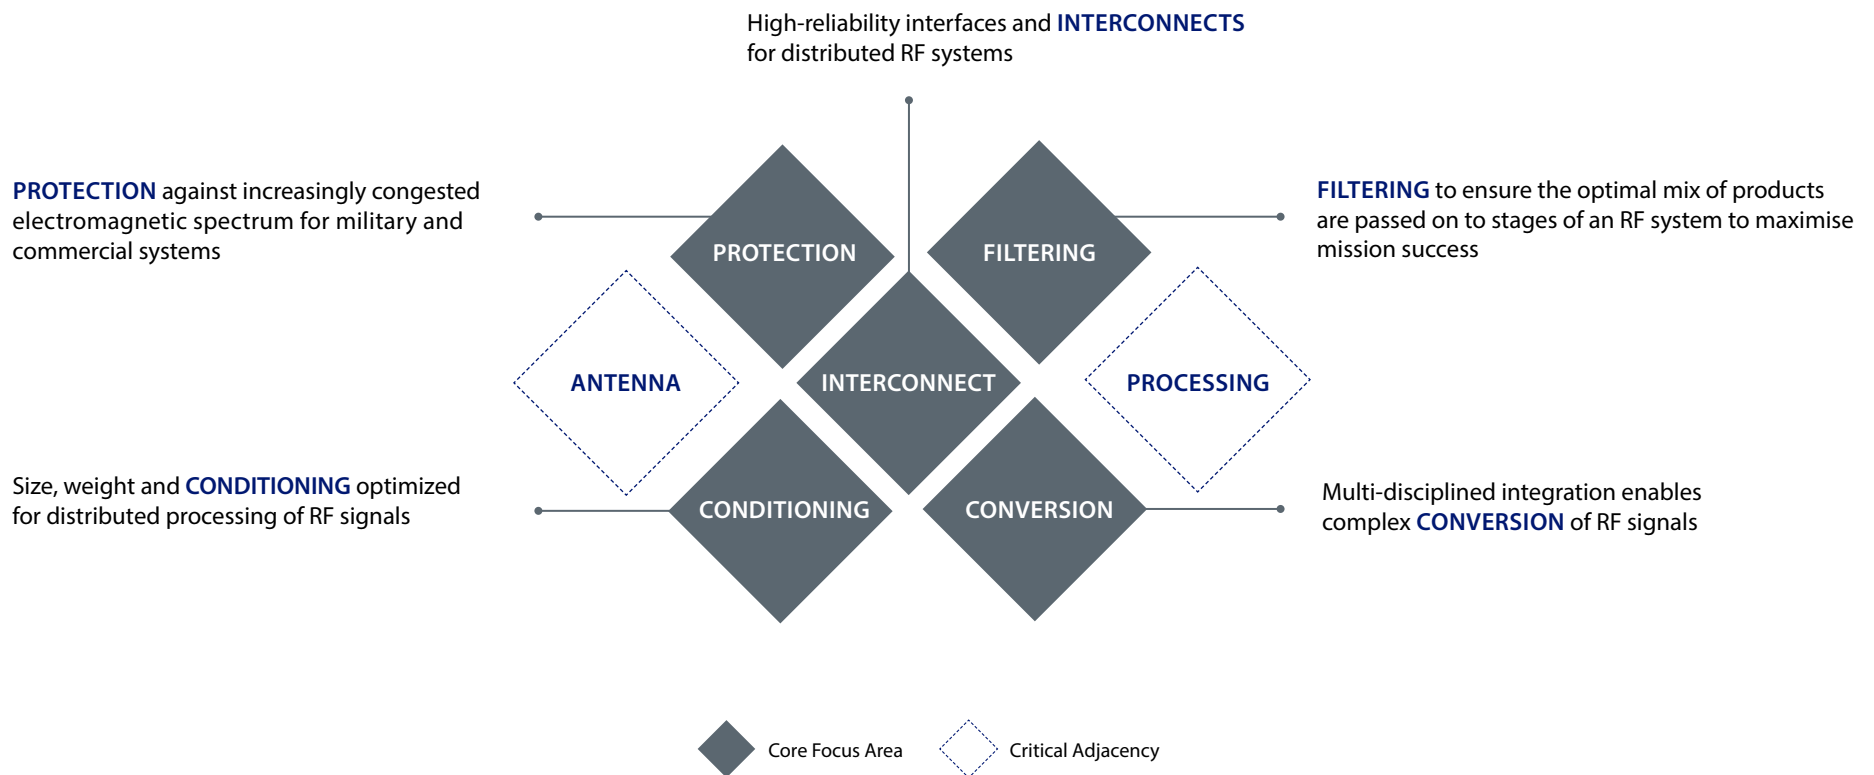 High-reliability interfaces and INTERCONNECTS
for distributed RF systems
PROTECTION against increasingly congested
electromagnetic spectrum for military and
commercial systems
FILTERING to ensure the optimal mix of products
are passed on to stages of an RF system to maximise
mission success
PROTECTION
FILTERING
ANTENNA
INTERCONNECT
PROCESSING
Size, weight and CONDITIONING optimized
for distributed processing of RF signals
CONDITIONING
CONVERSION
Multi-disciplined integration enables
complex CONVERSION of RF signals
Core Focus Area
Critical Adjacency